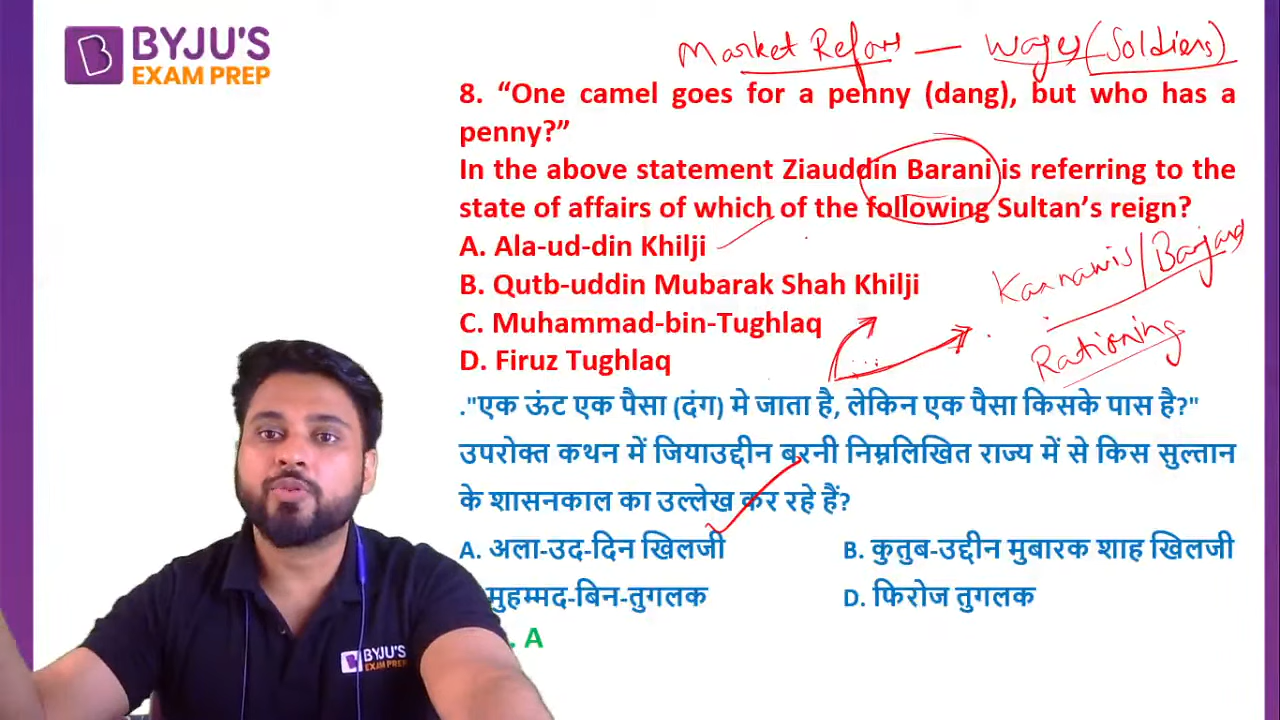 BYJU'S
EXAM PREP
Market Reform — Wages (Soldiers)
8. “One camel goes for a penny (dang), but who has a
penny?”
In the above statement Ziauddin Barani is referring to the
state of affairs of which of the following Sultan’s reign?
A. Ala-ud-din Khilji
B. Qutb-uddin Mubarak Shah Khilji
C. Muhammad-bin-Tughlaq
D. Firuz Tughlaq
Rationing
."एक ऊंट एक पैसा (दंग) मे जाता है, लेकिन एक पैसा किसके पास है?"
उपरोक्त कथन में जियाउद्दीन बरनी निम्नलिखित राज्य में से किस सुल्तान
के शासनकाल का उल्लेख कर रहे हैं?
A. अला-उद-दिन खिलजी B. कुतुब-उद्दीन मुबारक शाह खिलजी
मुहम्मद-बिन-तुगलक D. फिरोज तुगलक
. A
BYJU'S
EXAM PREP